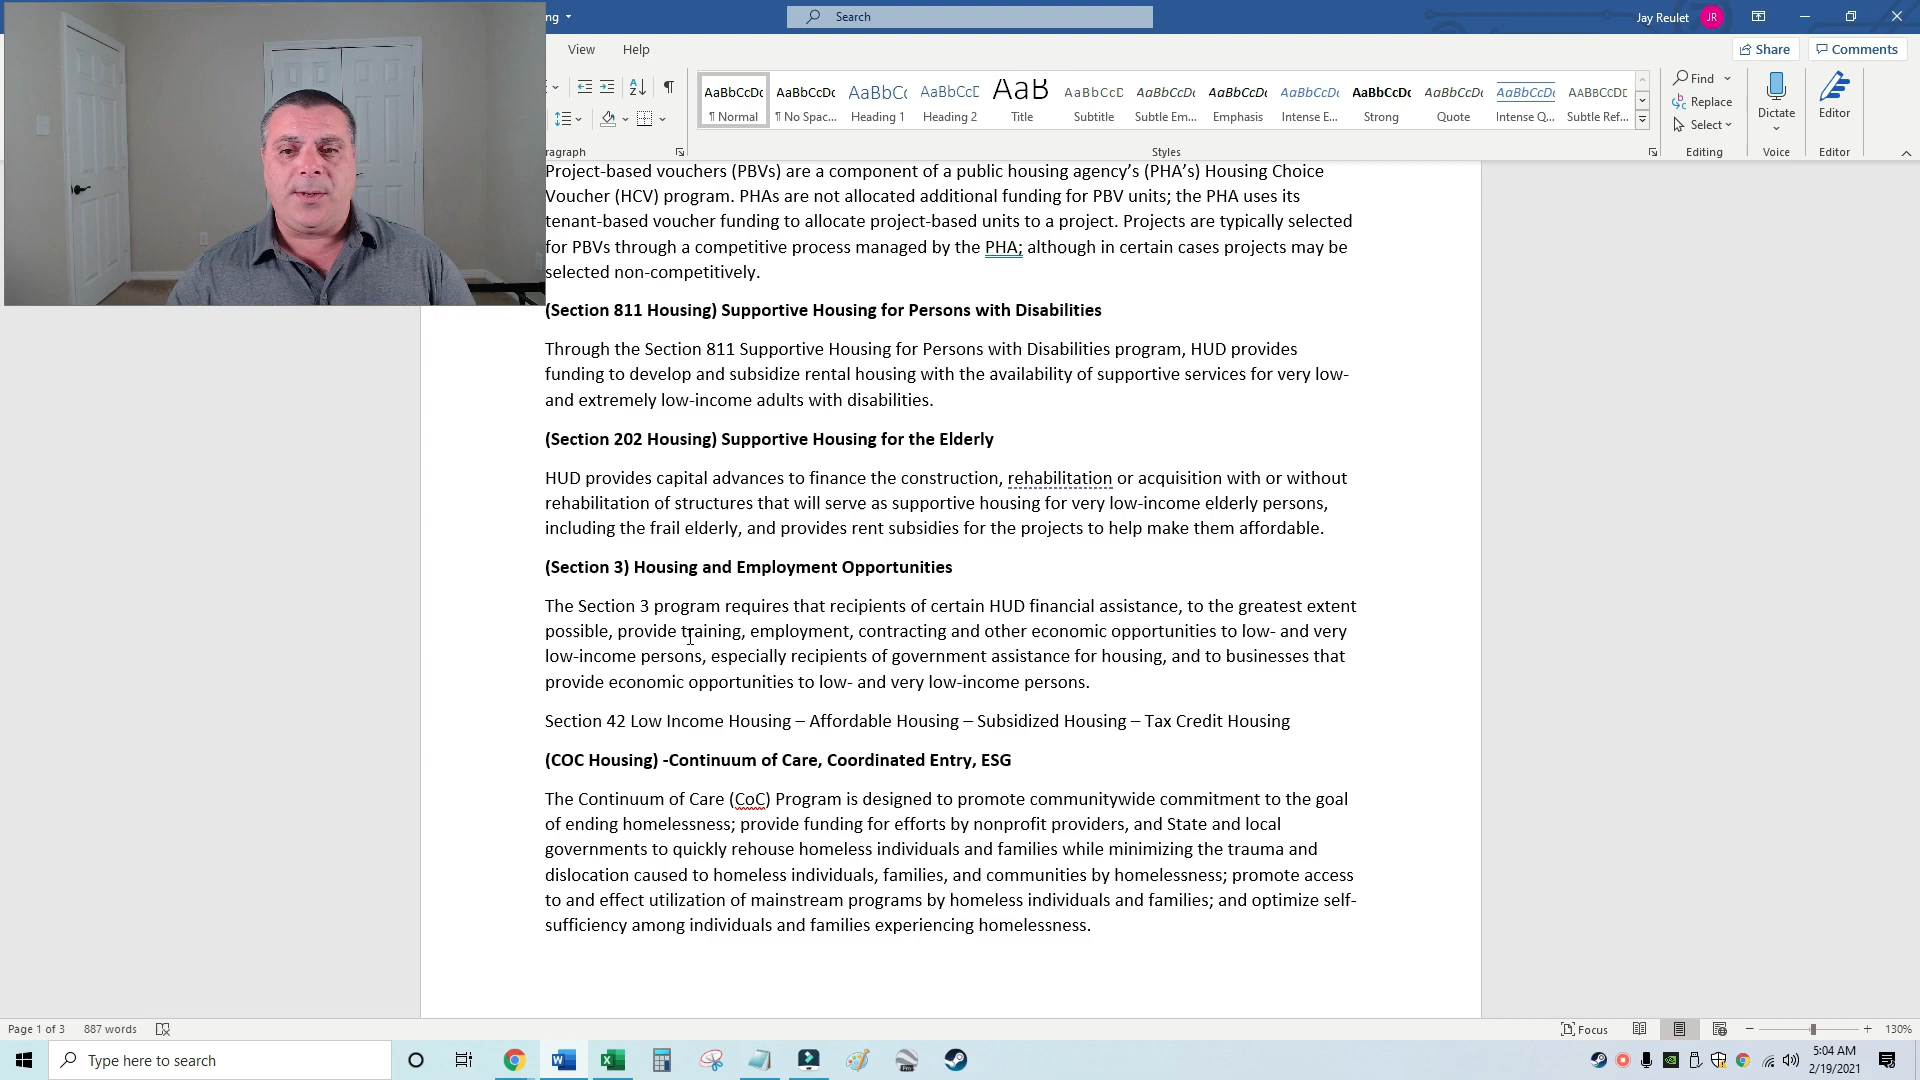 ng
Search
Jay Reulet
JR
View
Help
Share
Comments
AaBbCcDc
¶ Normal
AaBbCcDc
¶ No Spac...
AaBbCc
Heading 1
AaBbCcD
Heading 2
AaB
Title
AaBbCcD
Subtitle
AaBbCcDc
Subtle Em...
AaBbCcDc
Emphasis
AaBbCcDc
Intense E...
AaBbCcDc
Strong
AaBbCcDc
Quote
AaBbCcDc
Intense Q...
AaBbCcDc
Subtle Ref...
Find
Replace
Select
Dictate
Editor
aragraph
Styles
Editing
Voice
Editor
Project-based vouchers (PBVs) are a component of a public housing agency’s (PHA’s) Housing Choice
Voucher (HCV) program. PHAs are not allocated additional funding for PBV units; the PHA uses its
tenant-based voucher funding to allocate project-based units to a project. Projects are typically selected
for PBVs through a competitive process managed by the PHA; although in certain cases projects may be
selected non-competitively.
(Section 811 Housing) Supportive Housing for Persons with Disabilities
Through the Section 811 Supportive Housing for Persons with Disabilities program, HUD provides
funding to develop and subsidize rental housing with the availability of supportive services for very low-
and extremely low-income adults with disabilities.
(Section 202 Housing) Supportive Housing for the Elderly
HUD provides capital advances to finance the construction, rehabilitation or acquisition with or without
rehabilitation of structures that will serve as supportive housing for very low-income elderly persons,
including the frail elderly, and provides rent subsidies for the projects to help make them affordable.
(Section 3) Housing and Employment Opportunities
The Section 3 program requires that recipients of certain HUD financial assistance, to the greatest extent
possible, provide training, employment, contracting and other economic opportunities to low- and very
low-income persons, especially recipients of government assistance for housing, and to businesses that
provide economic opportunities to low- and very low-income persons.
Section 42 Low Income Housing – Affordable Housing – Subsidized Housing – Tax Credit Housing
(COC Housing) -Continuum of Care, Coordinated Entry, ESG
The Continuum of Care (CoC) Program is designed to promote communitywide commitment to the goal
of ending homelessness; provide funding for efforts by nonprofit providers, and State and local
governments to quickly rehouse homeless individuals and families while minimizing the trauma and
dislocation caused to homeless individuals, families, and communities by homelessness; promote access
to and effect utilization of mainstream programs by homeless individuals and families; and optimize self-
sufficiency among individuals and families experiencing homelessness.
Page 1 of 3
887 words
Focus
130%
Type here to search
5:04 AM
2/19/2021